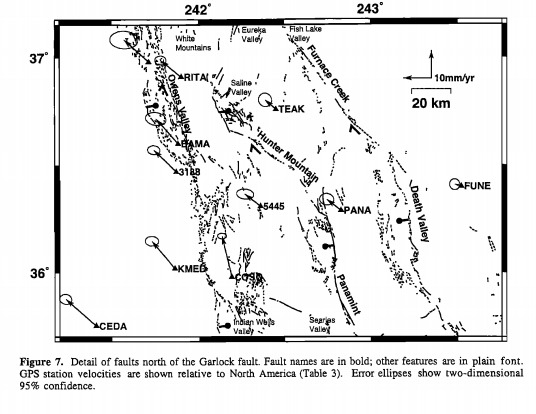 242° 243°
37°
36°
White
Mountains
Eureka
Valley
Fish Lake
Valley
Furnace Creek
10mm/yr
20 km
RITA
Owens Valley
Saline
Valley
TEAK
BAMA
Hunter Mountain
3188
FUNE
5445
PANA
Death Valley
KMED
COSO
Panamint
CEDA
Indian Wells
Valley
Searles
Valley
Figure 7. Detail of faults north of the Garlock fault. Fault names are in bold; other features are in plain font.
GPS station velocities are shown relative to North America (Table 3). Error ellipses show two-dimensional
95% confidence.